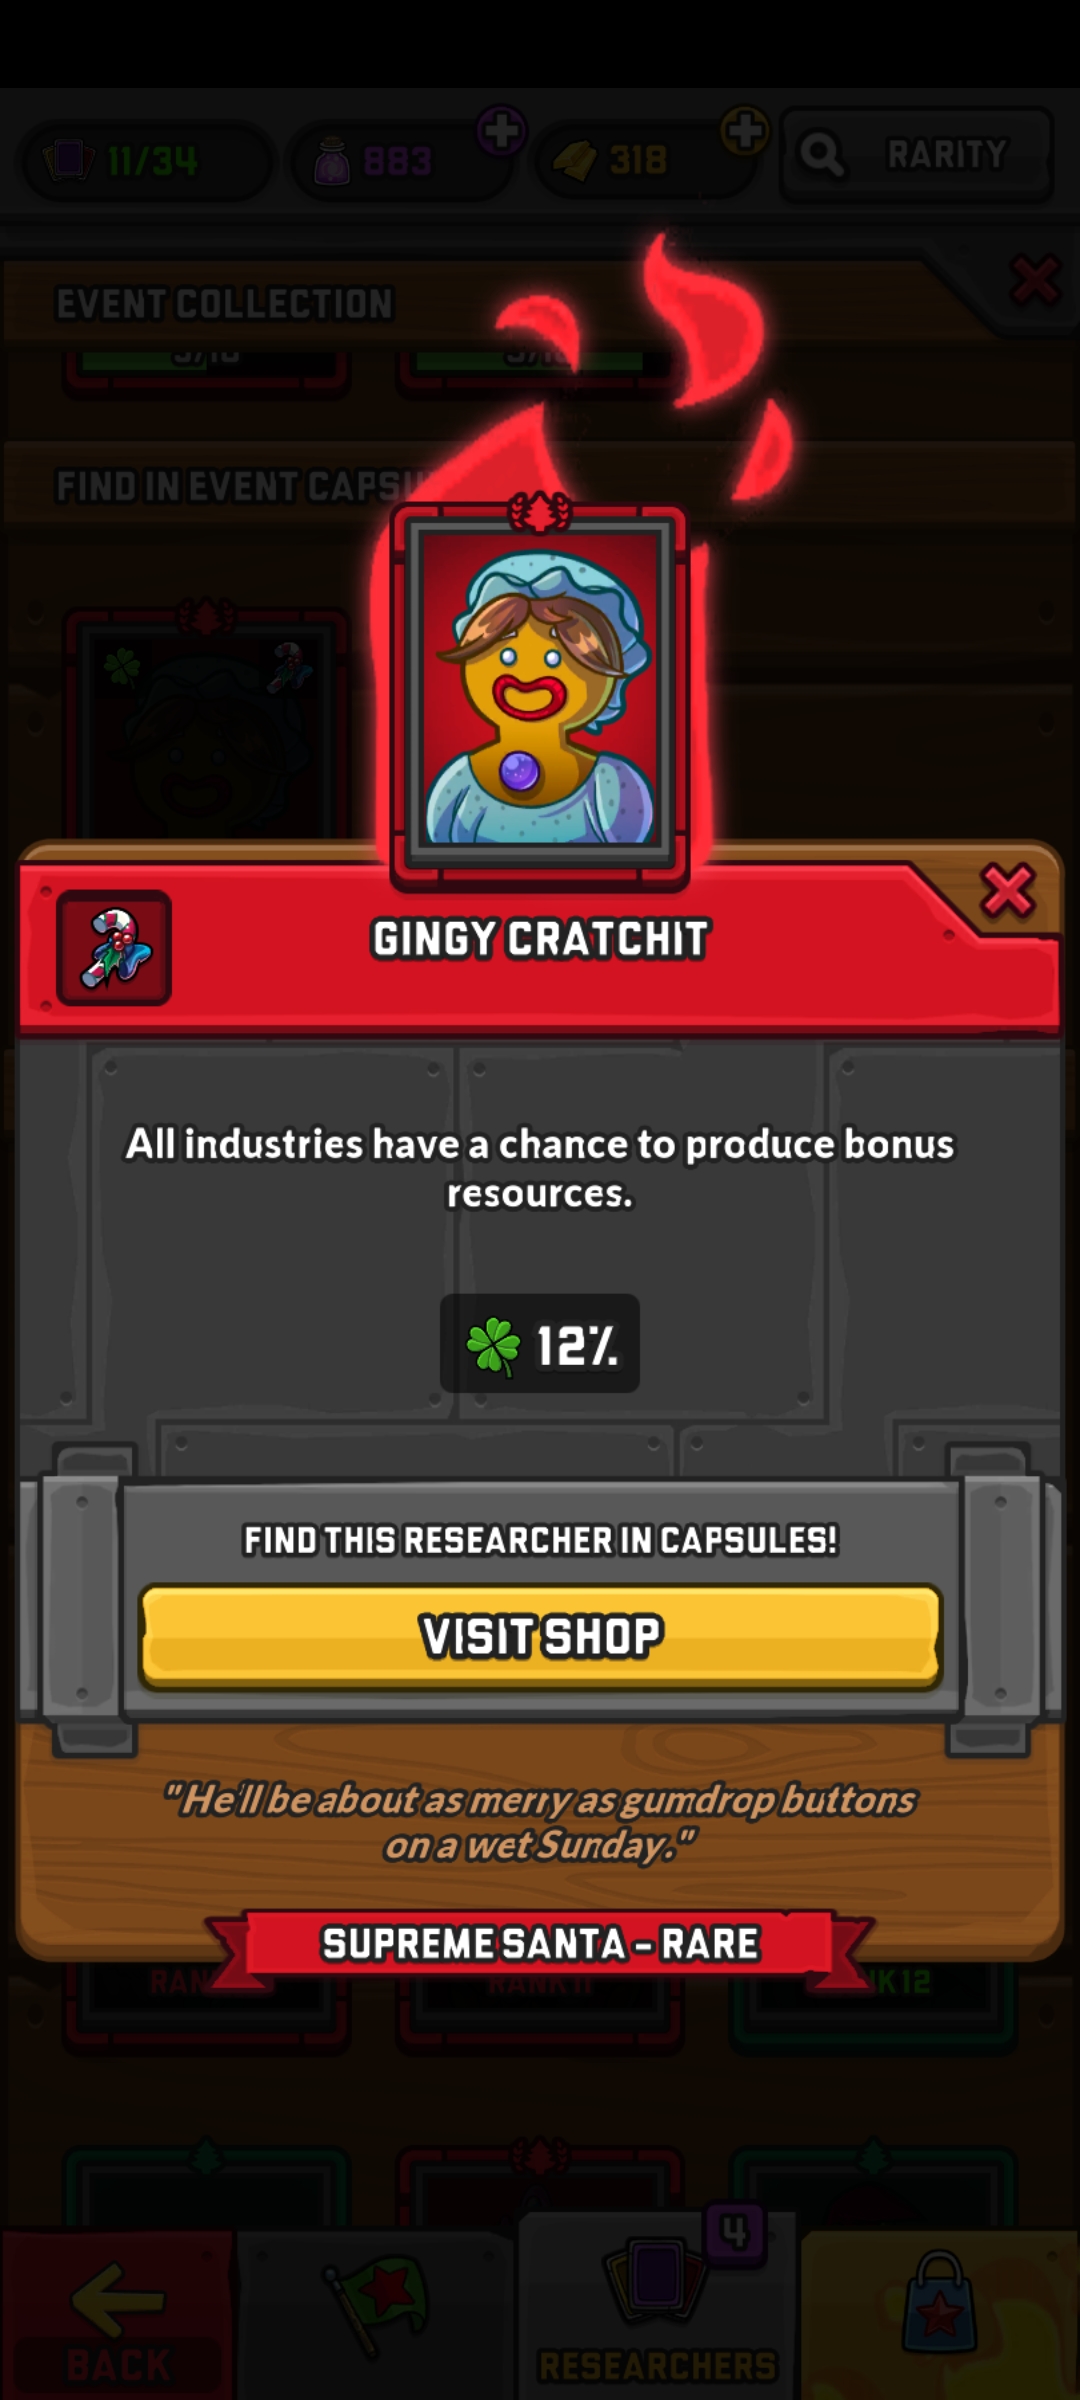 11/34
883
318
RARITY
EVENT COLLECTION
FIND IN EVENT
GINGY CRATCHIT
All industries have a chance to produce bonus
resources.
12%
FIND THIS RESEARCHER IN CAPSULES!
VISIT SHOP
"He'll be about as merry as gumdrop buttons
on a wet Sunday."
SUPREME SANTA - RARE
RANK 11
4
BACK
RESEARCHERS